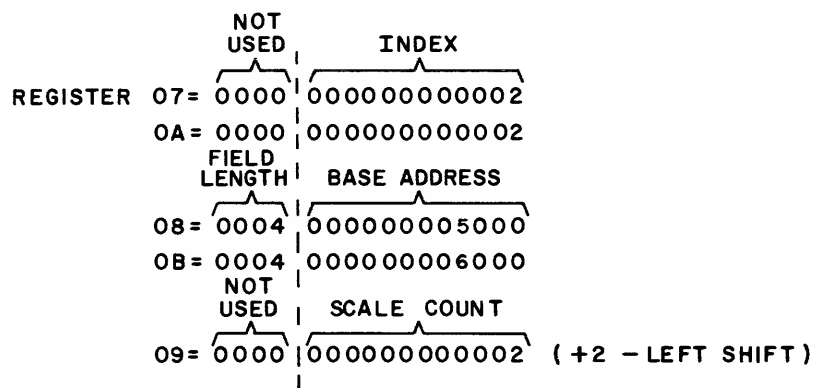 NOT
USED INDEX
REGISTER 07= 0000 000000000002
0A= 0000 000000000002
FIELD
LENGTH BASE ADDRESS
08= 0004 000000005000
0B= 0004 000000006000
NOT
USED SCALE COUNT
09= 0000 000000000002 (+2 - LEFT SHIFT)